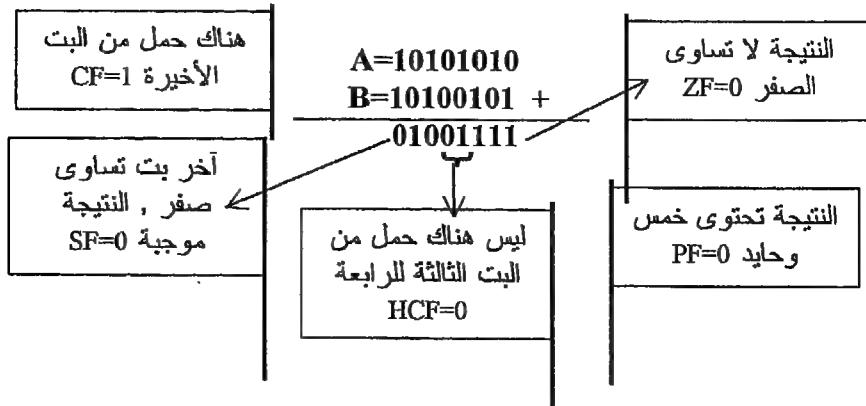 هناك حمل من البت
الأخيرة CF=1
A=10101010
B=10100101 +
01001111
النتيجة لا تساوى
الصفر ZF=0
آخر بت تساوى
صفر , النتيجة
موجبة SF=0
ليس هناك حمل من
البت الثالثة للرابعة
HCF=0
النتيجة تحتوى خمس
وحايد PF=0